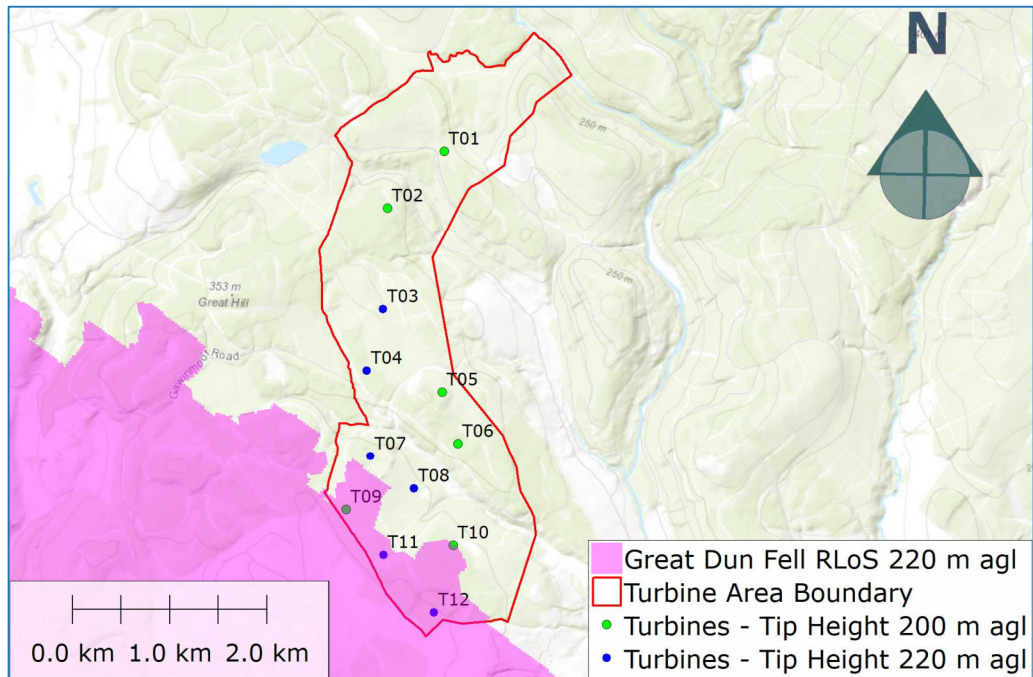 N
250 m
T01
T02
250 m
353 m
Great Hill
T03
T04
Road
T05
T06
T07
T08
T09
T10
T11
T12
0.0 km 1.0 km 2.0 km
Great Dun Fell RLoS 220 m agl
Turbine Area Boundary
Turbines - Tip Height 200 m agl
Turbines - Tip Height 220 m agl